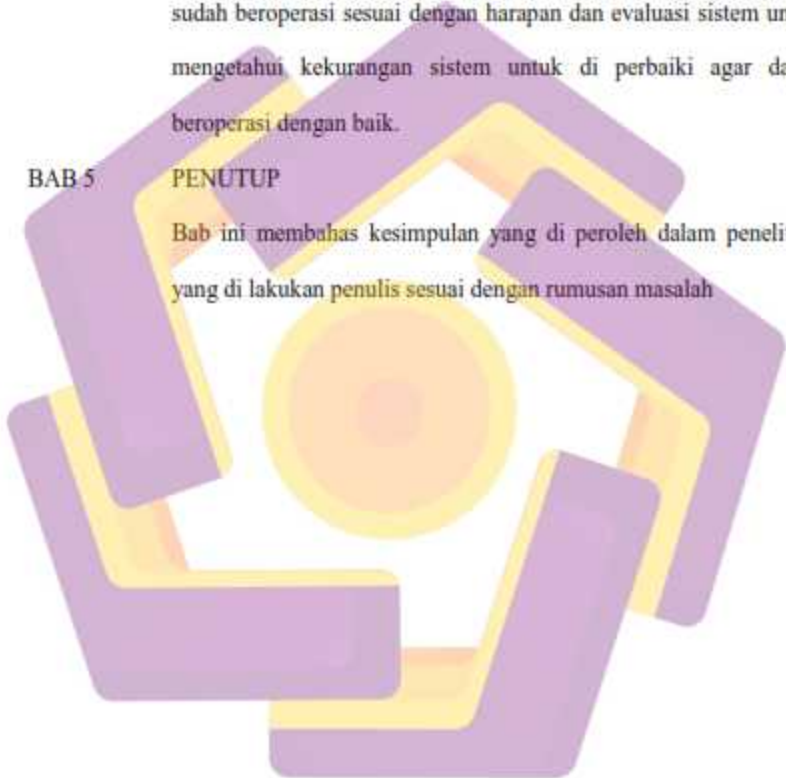 sudah beroperasi sesuai dengan harapan dan evaluasi sistem un
mengetahui kekurangan sistem untuk di perbaiki agar da
beroperasi dengan baik.
BAB 5 PENUTUP
Bab ini membahas kesimpulan yang di peroleh dalam penelit
yang di lakukan penulis sesuai dengan rumusan masalah